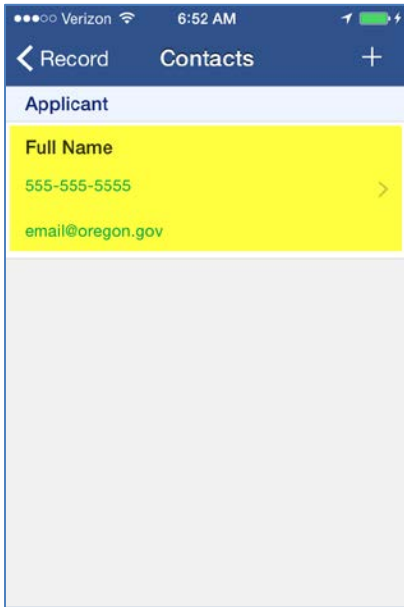 Verizon 6:52 AM
Record Contacts +
Applicant
Full Name
555-555-5555
email@oregon.gov